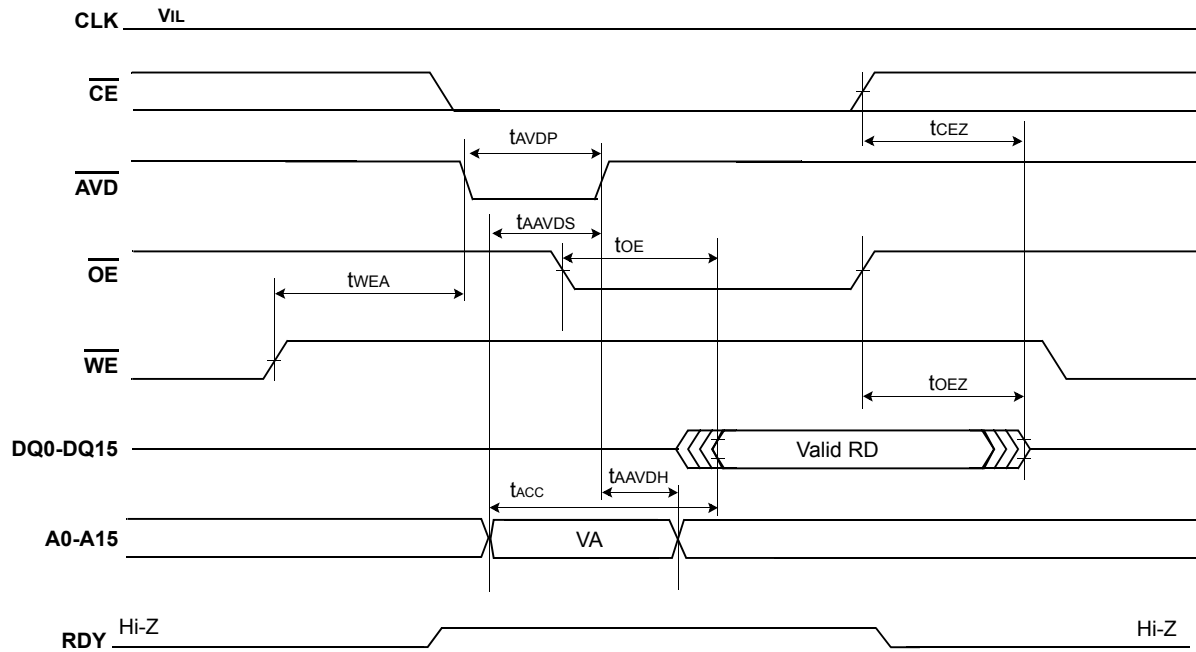 CLK VIL
CE
tCEZ
tAVDP
AVD
tAAVDS
tOE
OE
tWEA
WE
tOEZ
DQ0-DQ15 Valid RD
tAAVDH
tACC
A0-A15 VA
Hi-Z Hi-Z
RDY